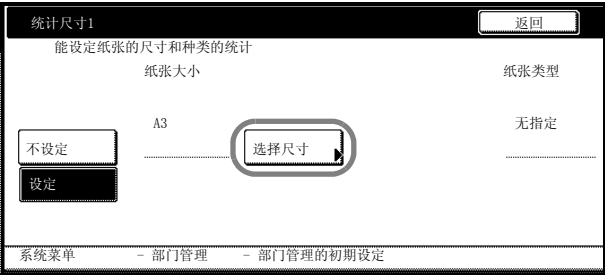 统计尺寸1 返回
能设定纸张的尺寸和种类的统计
纸张大小 纸张类型
A3 无指定
不设定 选择尺寸
设定
系统菜单 - 部门管理 - 部门管理的初期设定